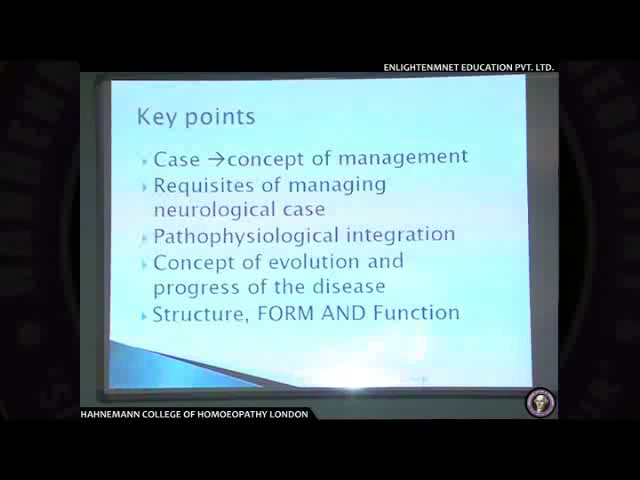 ENLIGHTENMNET EDUCATION PVT. LTD.
Key points
Case →concept of management
Requisites of managing
neurological case
Pathophysiological integration
Concept of evolution and
progress of the disease
Structure, FORM AND Function
HAHNEMANN COLLEGE OF HOMOEOPATHY LONDON